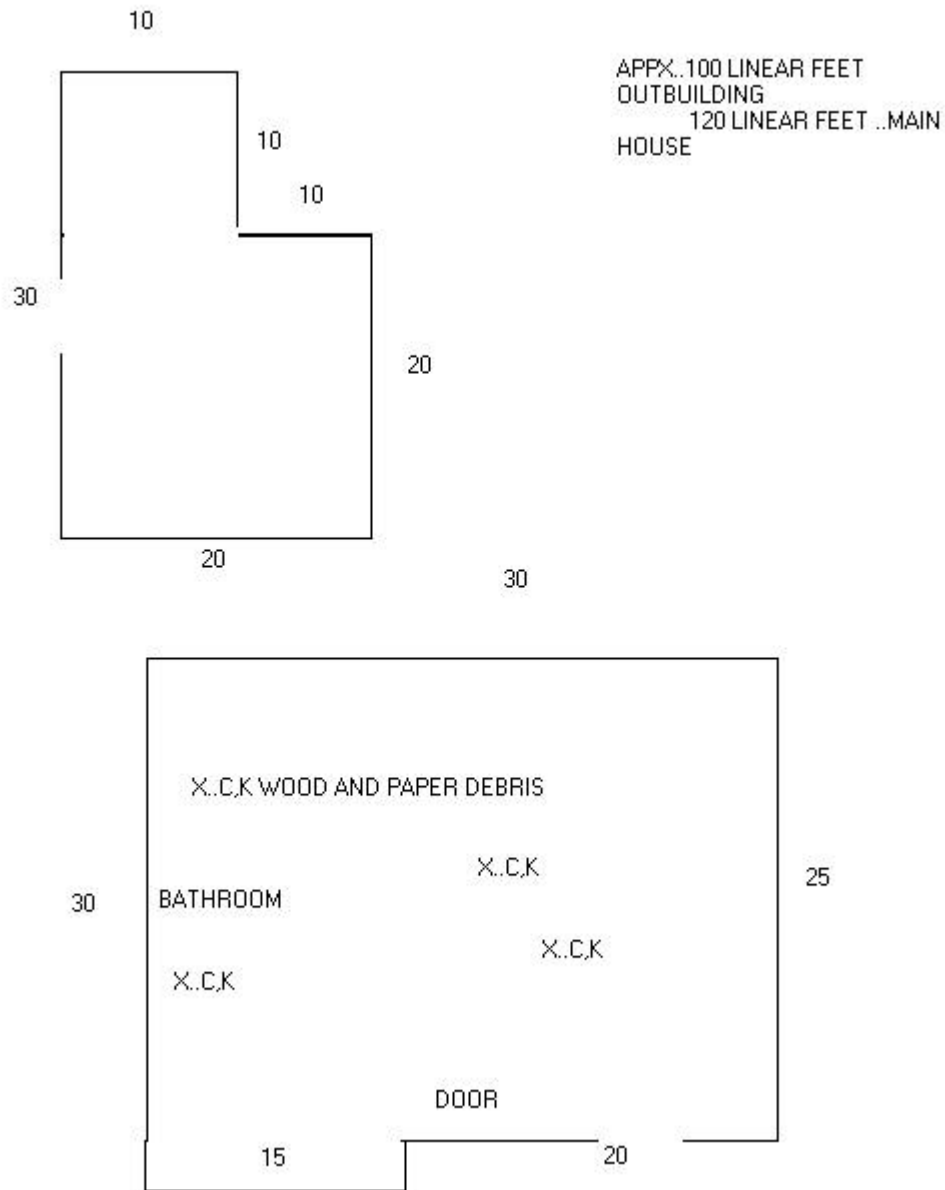 10
APPX..100 LINEAR FEET
OUTBUILDING
120 LINEAR FEET ..MAIN
HOUSE
10
10
30
20
20
30
X..C,K WOOD AND PAPER DEBRIS
X..C,K
25
30
BATHROOM
X..C,K
X..C,K
DOOR
15
20